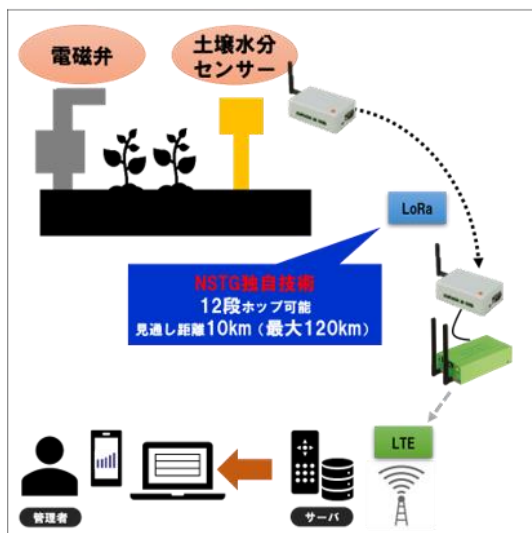 電磁弁
土壌水分
センサー
LoRa
NSTG独自技術
12段ホップ可能
見通し距離10km（最大120km）
LTE
管理者
サーバ